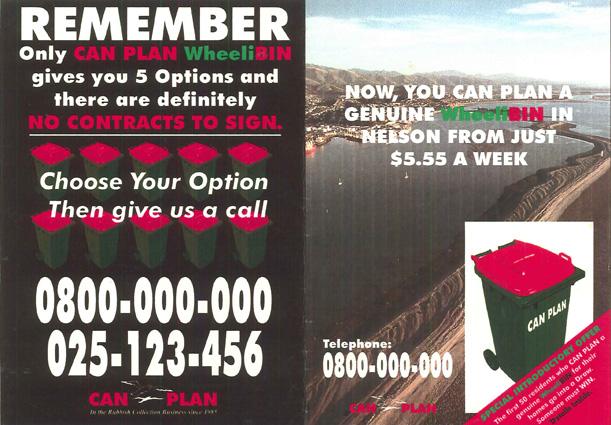 REMEMBER
Only CAN PLAN WheeliBIN
gives you 5 Options and
there are definitely
NO CONTRACTS TO SIGN.
Choose Your Option
Then give us a call
0800-000-000
025-123-456
CAN PLAN
In the Rubbish Collection Business since 1985
NOW, YOU CAN PLAN A
GENUINE WheeliBIN IN
NELSON FROM JUST
$5.55 A WEEK
CAN PLAN
Telephone:
0800-000-000
CAN PLAN
SPECIAL INTRODUCTORY OFFER
The first 50 residents who CAN PLAN a
genuine WheeliBIN for their
homes go into a Draw.
Someone must WIN.
Details inside.